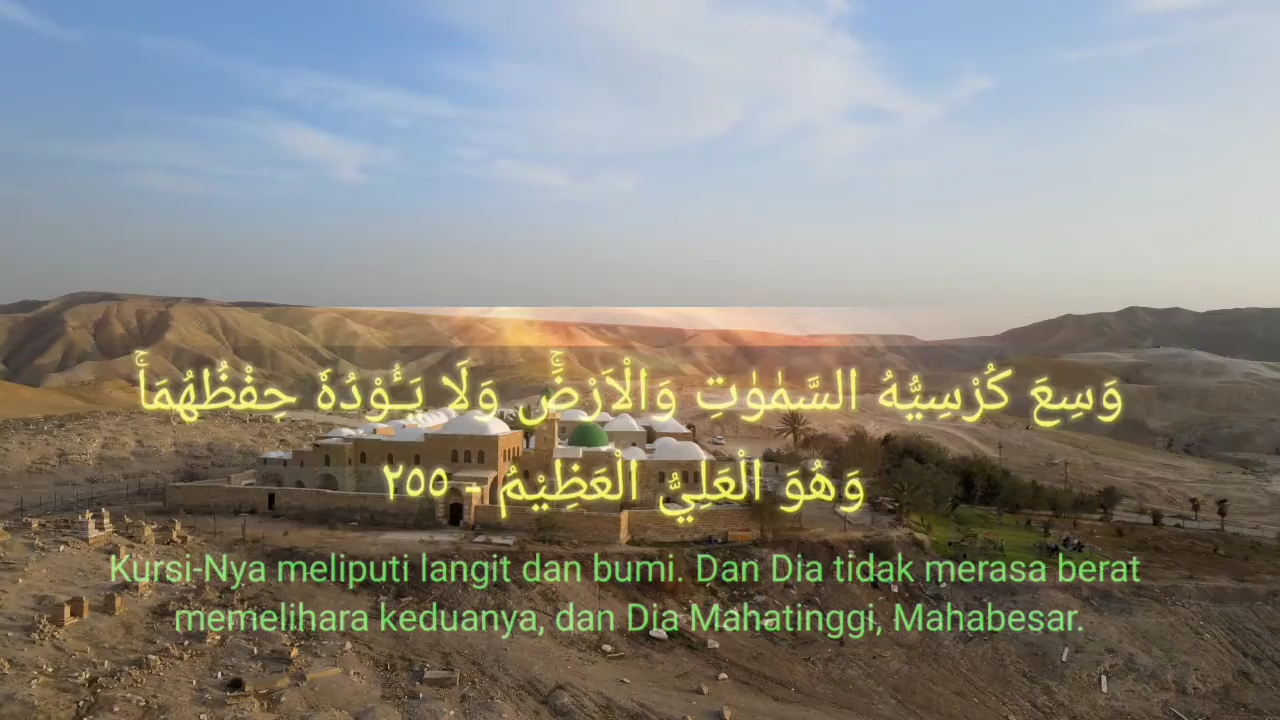 وَسِعَ كُرْسِيُّهُ السَّمٰوٰتِ وَالْاَرْضَۚ وَلَا يَـُٔوْدُهٗ حِفْظُهُمَاۚ
وَهُوَ الْعَلِيُّ الْعَظِيْمُ - ٢٥٥
Kursi-Nya meliputi langit dan bumi. Dan Dia tidak merasa berat
memelihara keduanya, dan Dia Mahatinggi, Mahabesar.